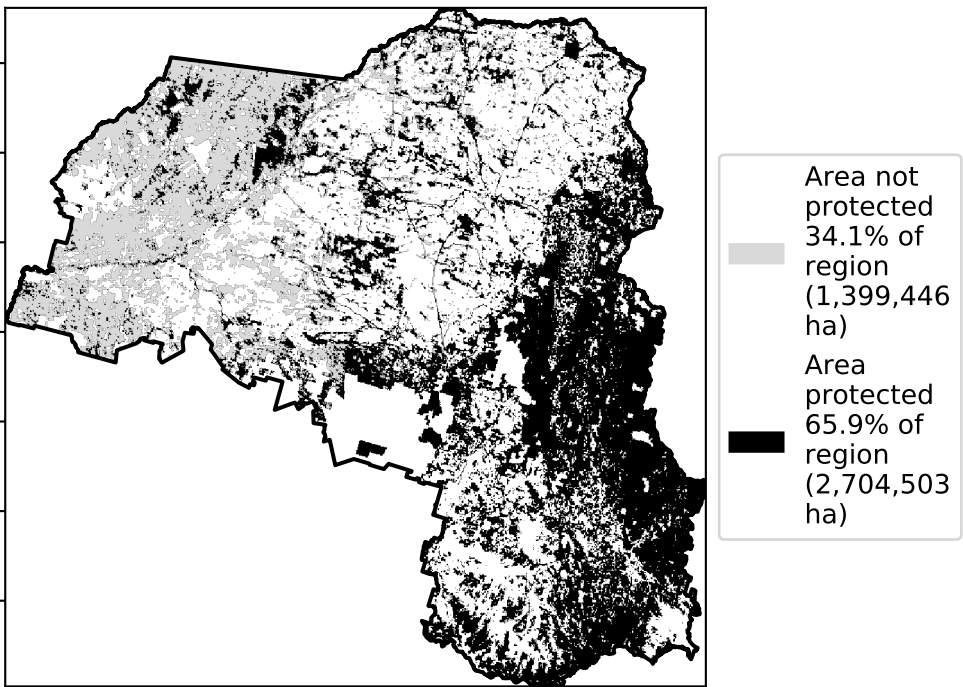 Area not
protected
34.1% of
region
(1,399,446
ha)
Area
protected
65.9% of
region
(2,704,503
ha)